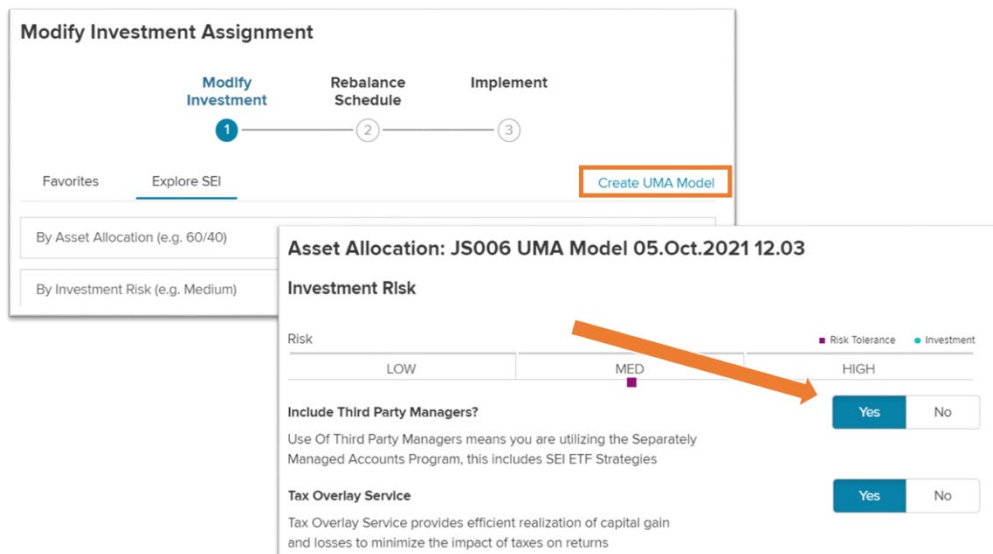 Modify Investment Assignment
Modify
Investment
Rebalance
Schedule
Implement
1
2
3
Favorites
Explore SEI
Create UMA Model
By Asset Allocation (e.g. 60/40)
By Investment Risk (e.g. Medium)
Asset Allocation: JS006 UMA Model 05.Oct.2021 12.03
Investment Risk
Risk
Risk Tolerance
Investment
LOW
MED
HIGH
Include Third Party Managers?
Yes
No
Use Of Third Party Managers means you are utilizing the Separately
Managed Accounts Program, this includes SEI ETF Strategies
Tax Overlay Service
Yes
No
Tax Overlay Service provides efficient realization of capital gain
and losses to minimize the impact of taxes on returns